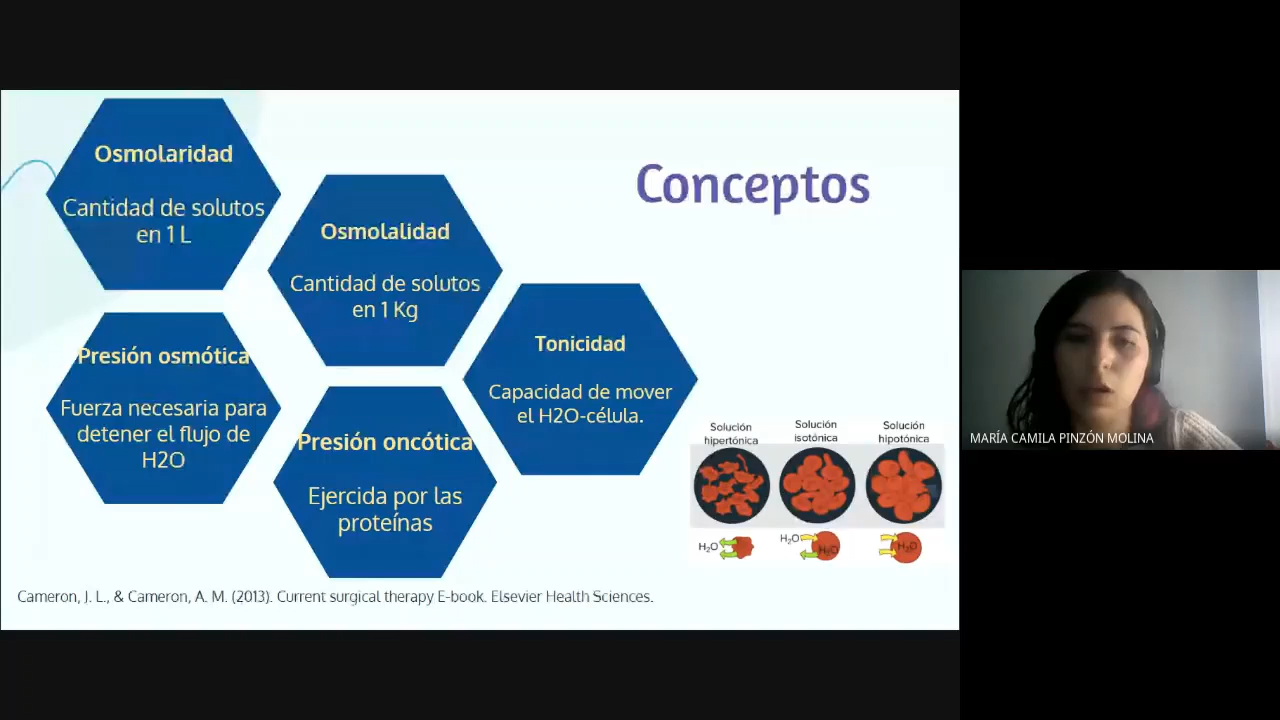 Conceptos
Osmolaridad
Cantidad de solutos
en 1 L
Osmolalidad
Cantidad de solutos
en 1 Kg
Tonicidad
Capacidad de mover
el H2O-célula.
Presión osmótica
Fuerza necesaria para
detener el flujo de
H2O
Presión oncótica
Ejercida por las
proteínas
Solución
hipertónica
Solución
isotónica
Solución
hipotónica
H₂O
H₂O
H₂O
H₂O
Cameron, J. L., & Cameron, A. M. (2013). Current surgical therapy E-book. Elsevier Health Sciences.
MARÍA CAMILA PINZÓN MOLINA